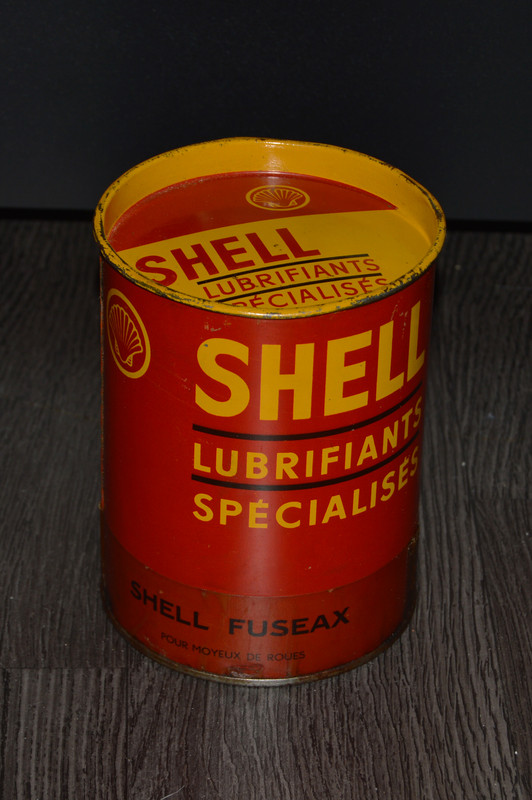 SHELL
LUBRIFIANTS
SPÉCIALISÉS
SHELL
LUBRIFIANTS
SPÉCIALISÉS
SHELL FUSEAX
POUR MOYEUX DE ROUES